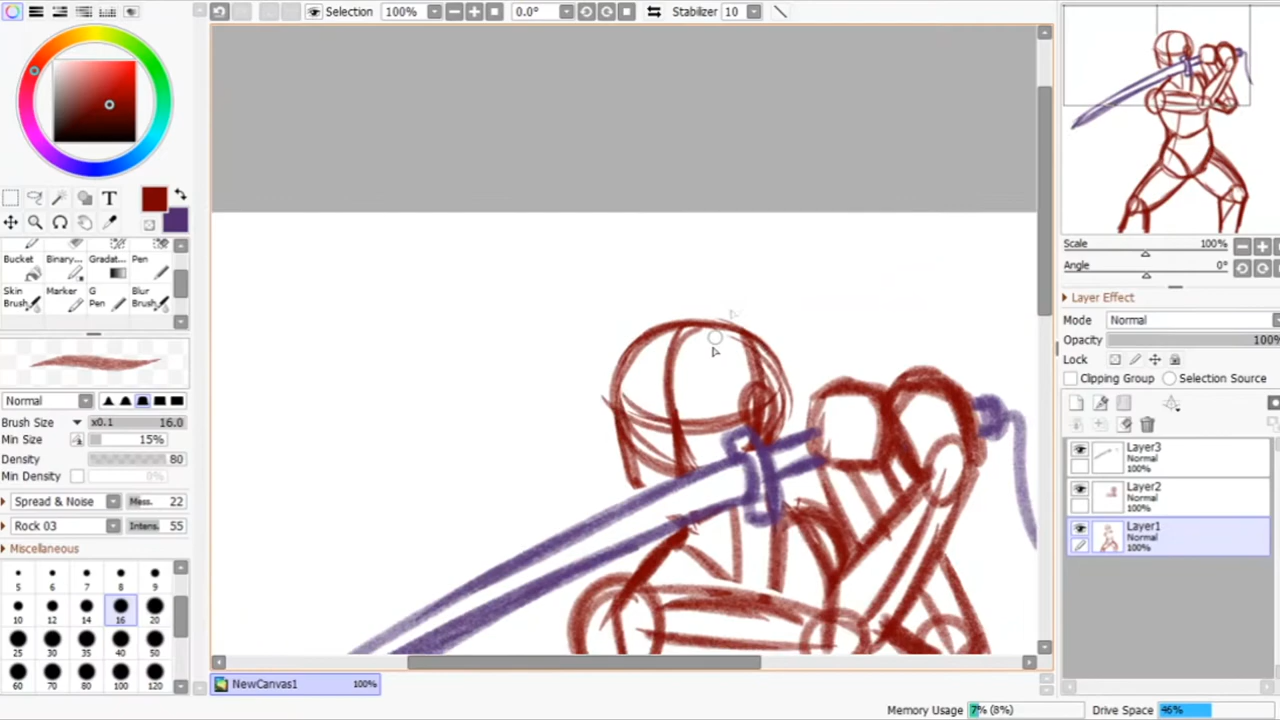 Selection 100% 0.0° Stabilizer 10
T
Bucket Binary... Gradat... Pen
Skin Brush Marker G Pen Blur Brush
Normal
Brush Size x0.1 16.0
Min Size 15%
Density 80
Min Density 0%
Spread & Noise Mess. 22
Rock 03 Intens. 55
Miscellaneous
5 6 7 8 9
10 12 14 16 20
25 30 35 40 50
60 70 80 100 120
NewCanvas1 100%
Scale 100%
Angle 0°
Layer Effect
Mode Normal
Opacity 100%
Lock
Clipping Group Selection Source
Layer3
Normal
100%
Layer2
Normal
100%
Layer1
Normal
100%
Memory Usage 7% (8%) Drive Space 46%